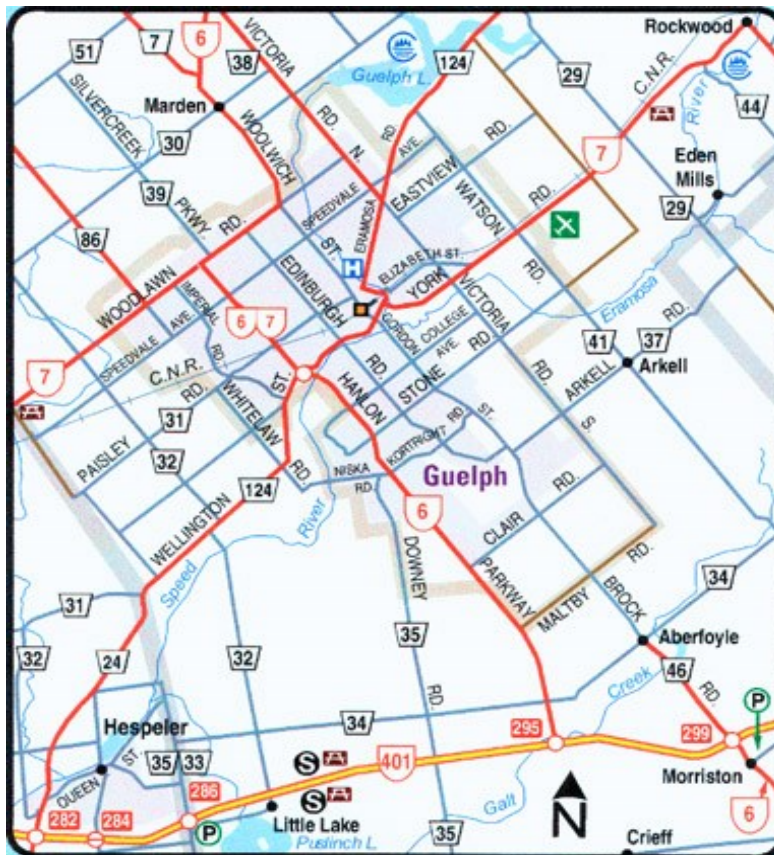 Rockwood
51
7
6
38
VICTORIA
RD.
N.
Guelph L.
124
29
C.N.R.
River
44
Marden
30
SILVERCREEK
PKWY.
39
WOOLWICH
ST.
SPEEDVALE
AVE.
ERAMOSA
RD.
EASTVIEW
RD.
WATSON
RD.
7
Eden
Mills
29
86
WOODLAWN
RD.
H
EDINBURGH
RD.
ELIZABETH ST.
YORK
RD.
VICTORIA
RD.
S
Eramosa
IMPERIAL
RD.
6
7
GORDON
ST.
COLLEGE
AVE.
SPEEDVALE
AVE.
C.N.R.
7
41
37
ARKELL
RD.
Arkell
HANLON
STONE
RD.
WHITELAW
RD.
PAISLEY
RD.
31
32
124
WELLINGTON
ST.
NISKA
RD.
KORTRIGHT
RD
Guelph
6
CLAIR
RD.
PARKWAY
MALTBY
RD.
BROCK
RD.
34
DOWNEY
RD.
35
Speed
River
31
32
24
32
Aberfoyle
46
Creek
Hespeler
34
295
299
P
401
QUEEN
ST.
35
33
286
S
S
Morriston
6
282
284
P
Little Lake
Puslinch L.
Galt
35
N
Crieff